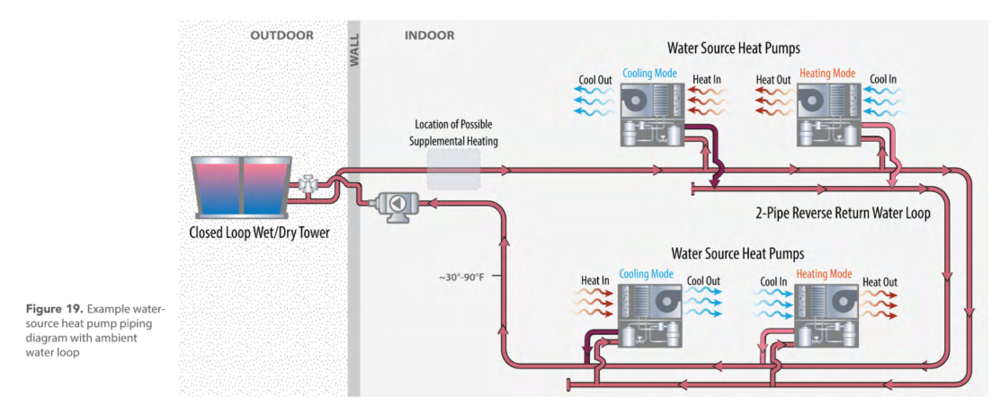 OUTDOOR
WALL
INDOOR
Water Source Heat Pumps
Cool Out
Cooling Mode
Heat In
Heat Out
Heating Mode
Cool In
Location of Possible
Supplemental Heating
Closed Loop Wet/Dry Tower
2-Pipe Reverse Return Water Loop
~30°-90°F
Water Source Heat Pumps
Heat In
Cooling Mode
Cool Out
Cool In
Heating Mode
Heat Out
Figure 19. Example water-
source heat pump piping
diagram with ambient
water loop